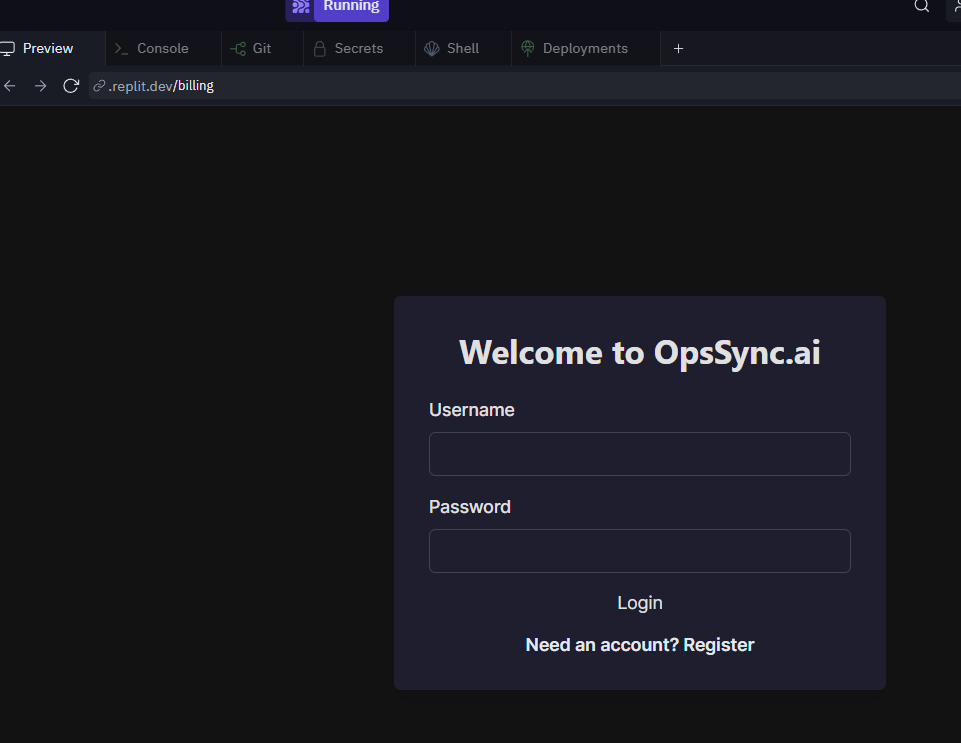 Running
Preview Console Git Secrets Shell Deployments +
.replit.dev/billing
Welcome to OpsSync.ai
Username
Password
Login
Need an account? Register